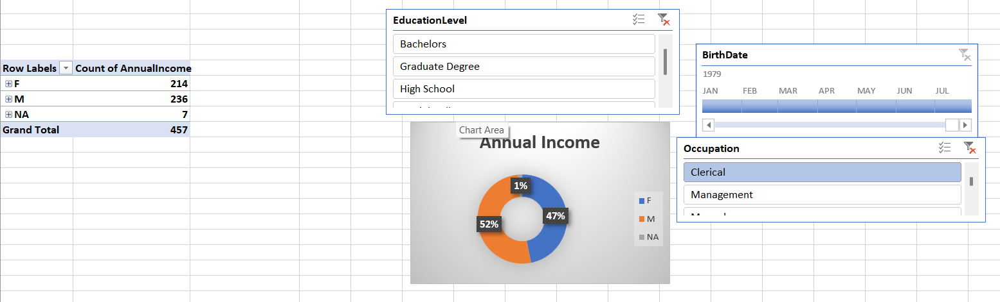 Row Labels Count of AnnualIncome
F 214
M 236
NA 7
Grand Total 457
EducationLevel
Bachelors
Graduate Degree
High School
Chart Area
Annual Income
1%
47%
52%
F
M
NA
BirthDate
1979
JAN FEB MAR APR MAY JUN JUL
Occupation
Clerical
Management